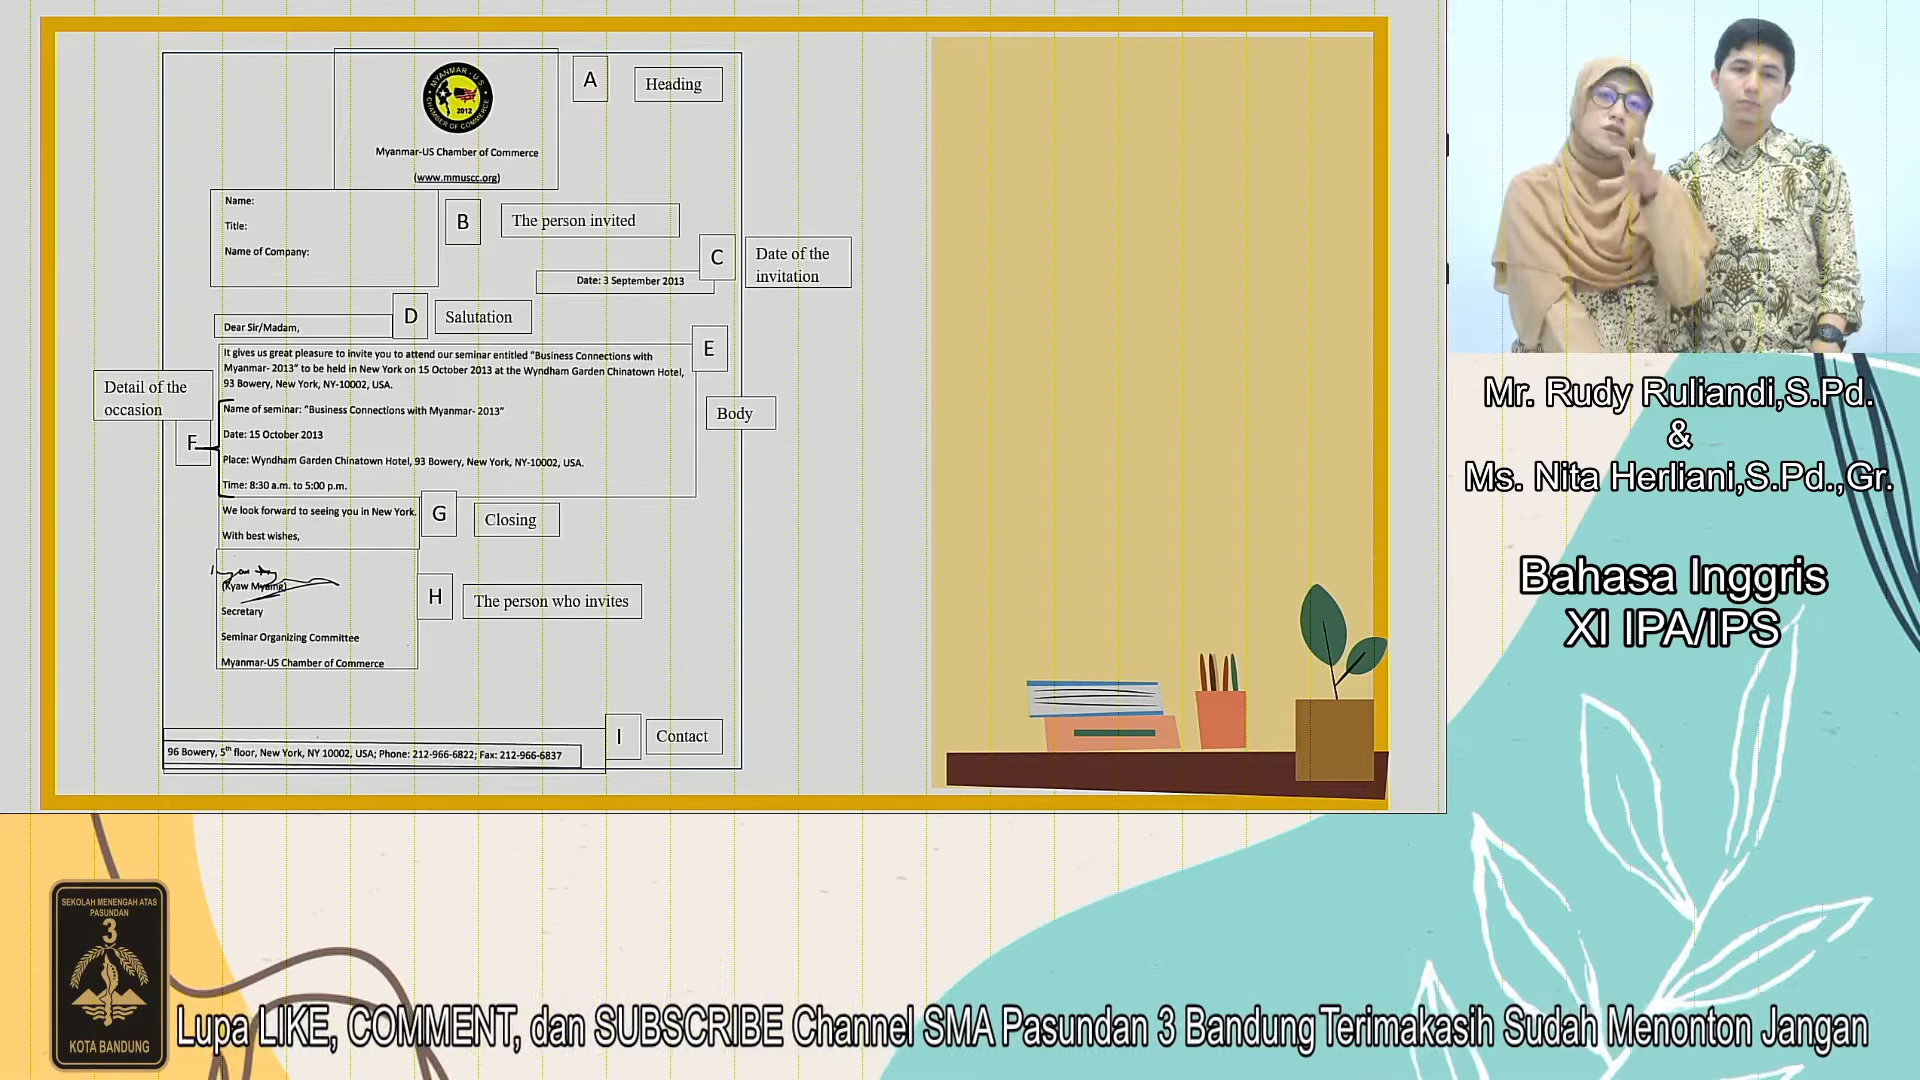 MYANMAR - U.S.
2012
CHAMBER OF COMMERCE
Myanmar-US Chamber of Commerce
(www.mmuscc.org)
A
Heading
Name:
Title:
Name of Company:
B
The person invited
C
Date of the
invitation
Date: 3 September 2013
D
Salutation
Dear Sir/Madam,
E
It gives us great pleasure to invite you to attend our seminar entitled "Business Connections with
Myanmar- 2013" to be held in New York on 15 October 2013 at the Wyndham Garden Chinatown Hotel,
93 Bowery, New York, NY-10002, USA.
Detail of the
occasion
F
Body
Name of seminar: "Business Connections with Myanmar- 2013"
Date: 15 October 2013
Place: Wyndham Garden Chinatown Hotel, 93 Bowery, New York, NY-10002, USA.
Time: 8:30 a.m. to 5:00 p.m.
We look forward to seeing you in New York.
With best wishes,
G
Closing
(Kyaw Myaing)
Secretary
Seminar Organizing Committee
Myanmar-US Chamber of Commerce
H
The person who invites
I
Contact
96 Bowery, 5th floor, New York, NY 10002, USA; Phone: 212-966-6822; Fax: 212-966-6837
Mr. Rudy Ruliandi,S.Pd.
&
Ms. Nita Herliani,S.Pd.,Gr.
Bahasa Inggris
XI IPA/IPS
SEKOLAH MENENGAH ATAS
PASUNDAN
3
KOTA BANDUNG
Lupa LIKE, COMMENT, dan SUBSCRIBE Channel SMA Pasundan 3 Bandung Terimakasih Sudah Menonton Jangan